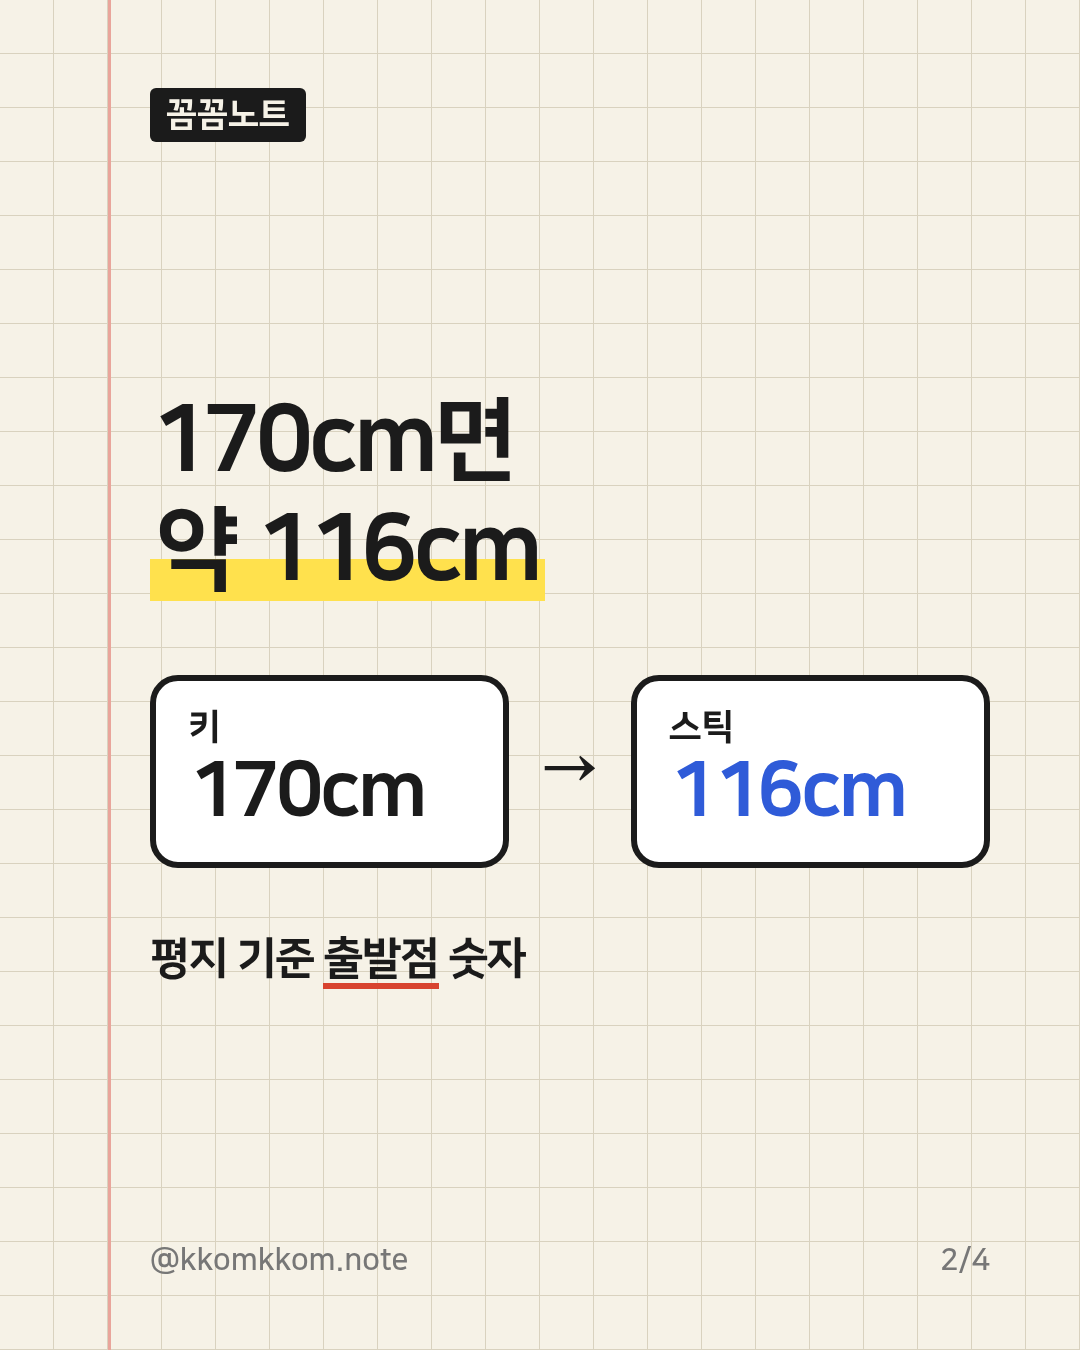 꼼꼼노트
170cm면
약 116cm
키
170cm
→
스틱
116cm
평지 기준 출발점 숫자
@kkomkkom.note
2/4